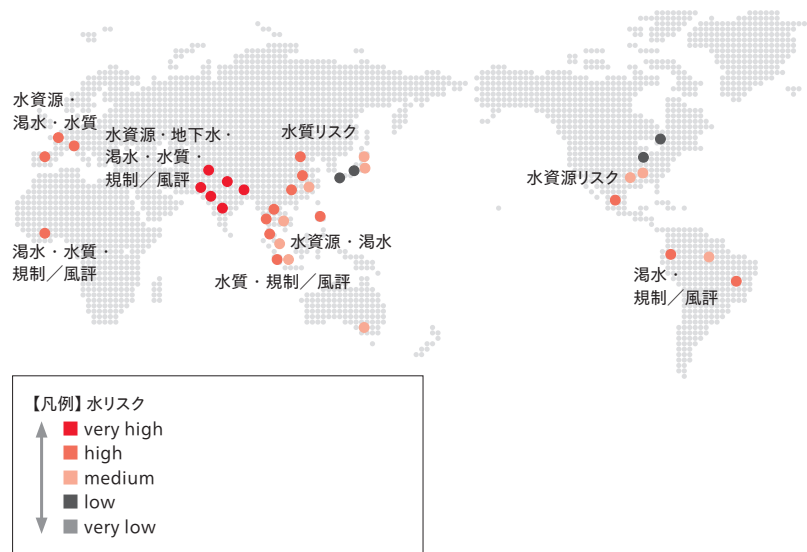 水資源・
渇水・水質
水資源・地下水・
渇水・水質・
規制／風評
水質リスク
水資源リスク
渇水・水質・
規制／風評
水資源・渇水
水質・規制／風評
渇水・
規制／風評
【凡例】水リスク
very high
high
medium
low
very low